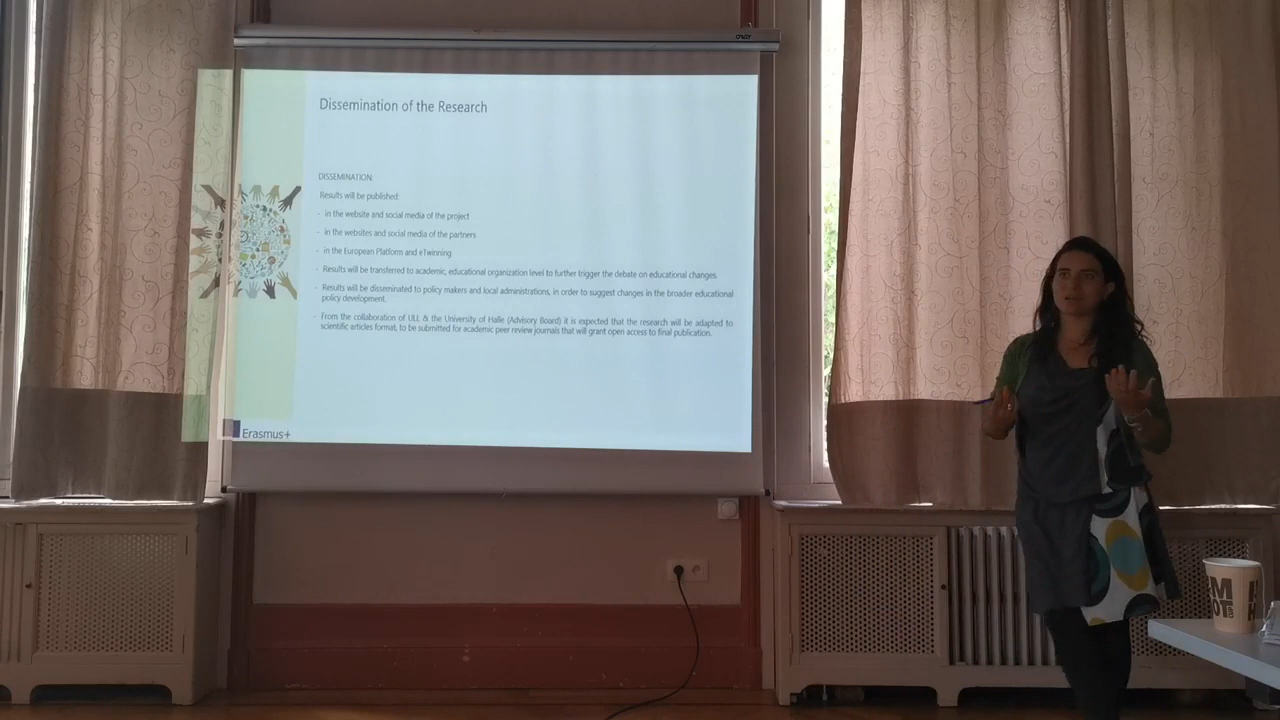 ORAY
Dissemination of the Research
DISSEMINATION:
Results will be published:
- in the website and social media of the project
- in the websites and social media of the partners
- in the European Platform and eTwinning
- Results will be transferred to academic, educational organization level to further trigger the debate on educational changes.
- Results will be disseminated to policy makers and local administrations, in order to suggest changes in the broader educational
policy development.
- From the collaboration of ULL & the University of Halle (Advisory Board) it is expected that the research will be adapted to
scientific articles format, to be submitted for academic peer review journals that will grant open access to final publication.
Erasmus+